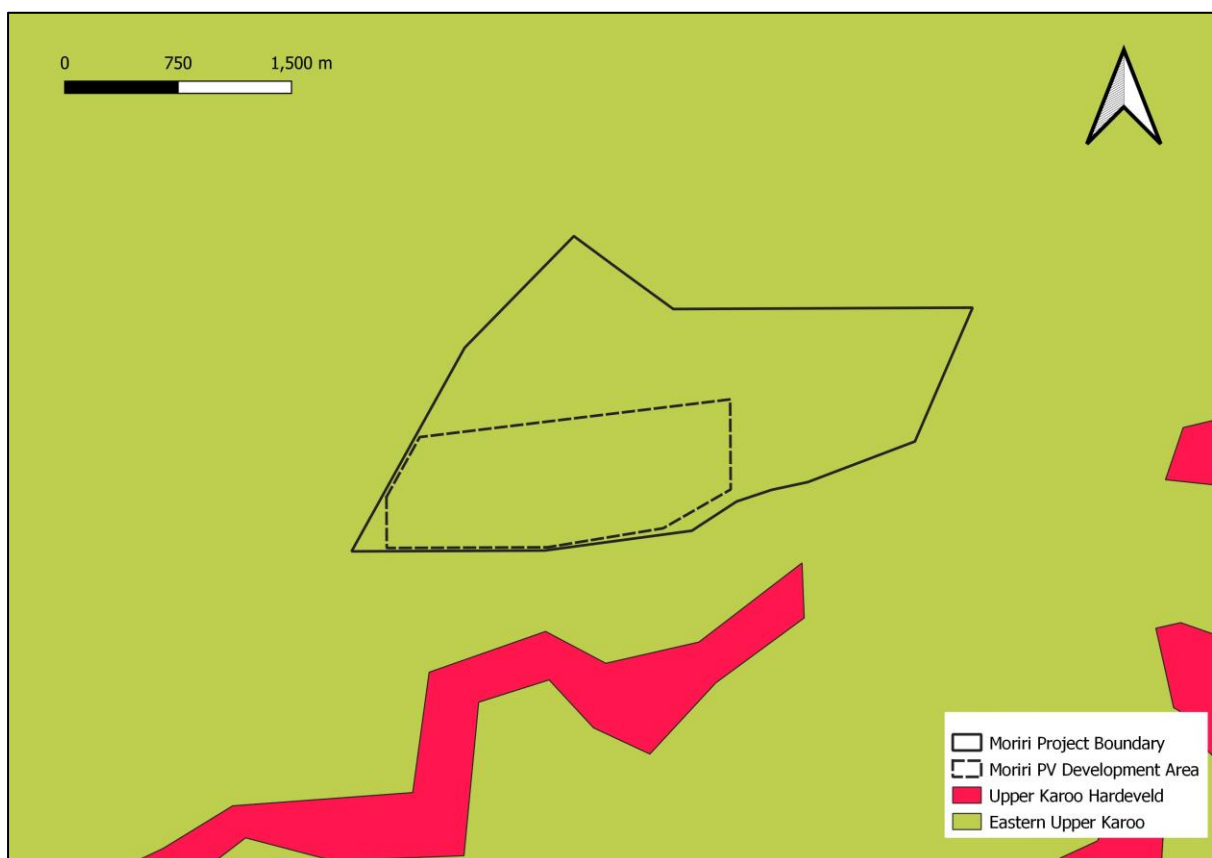 0 750 1,500 m
Moriri Project Boundary
Moriri PV Development Area
Upper Karoo Hardeveld
Eastern Upper Karoo